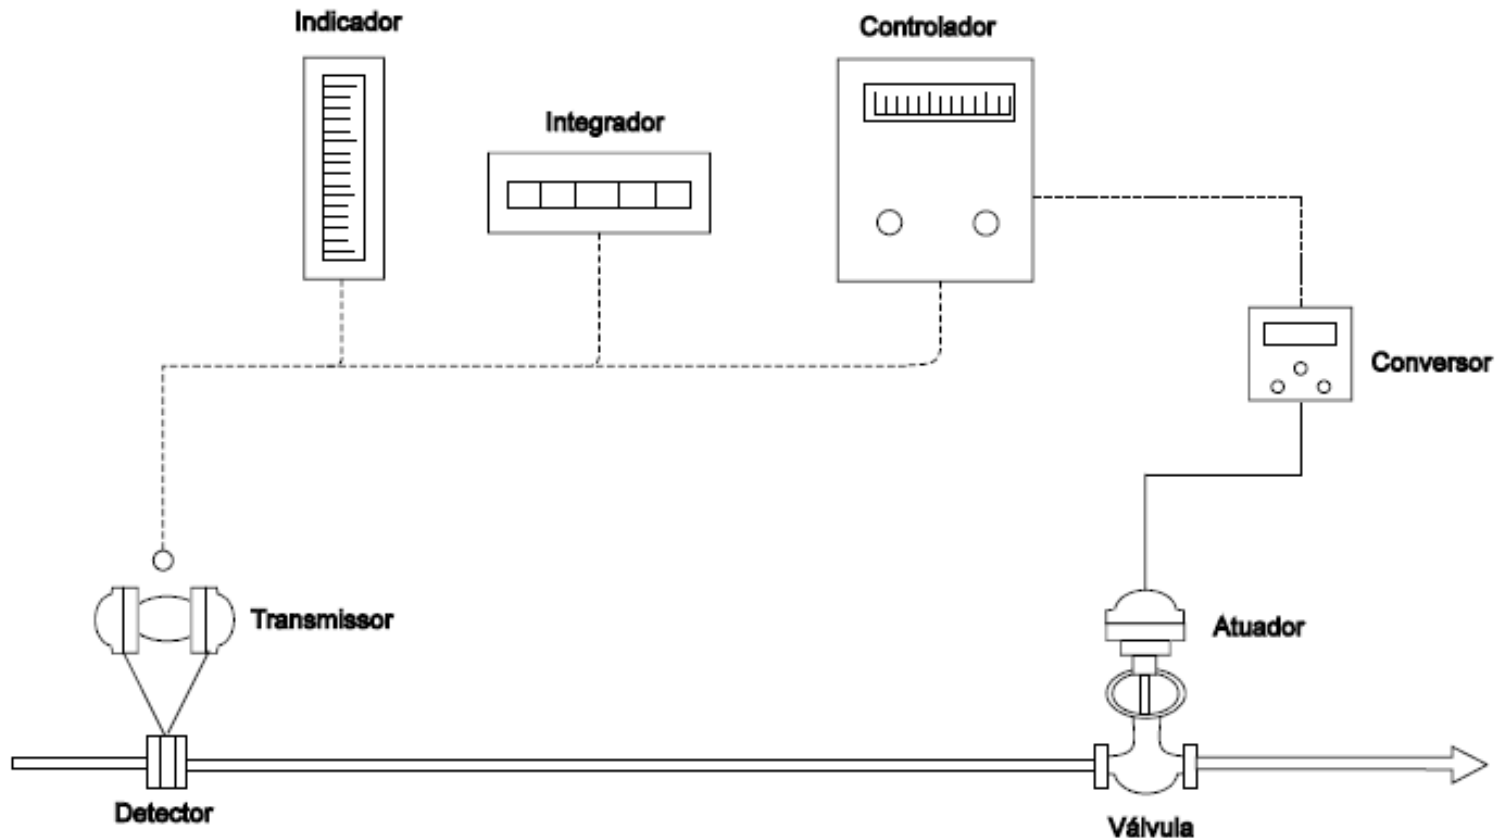 Indicador
Controlador
Integrador
Conversor
Transmissor
Atuador
Detector
Válvula